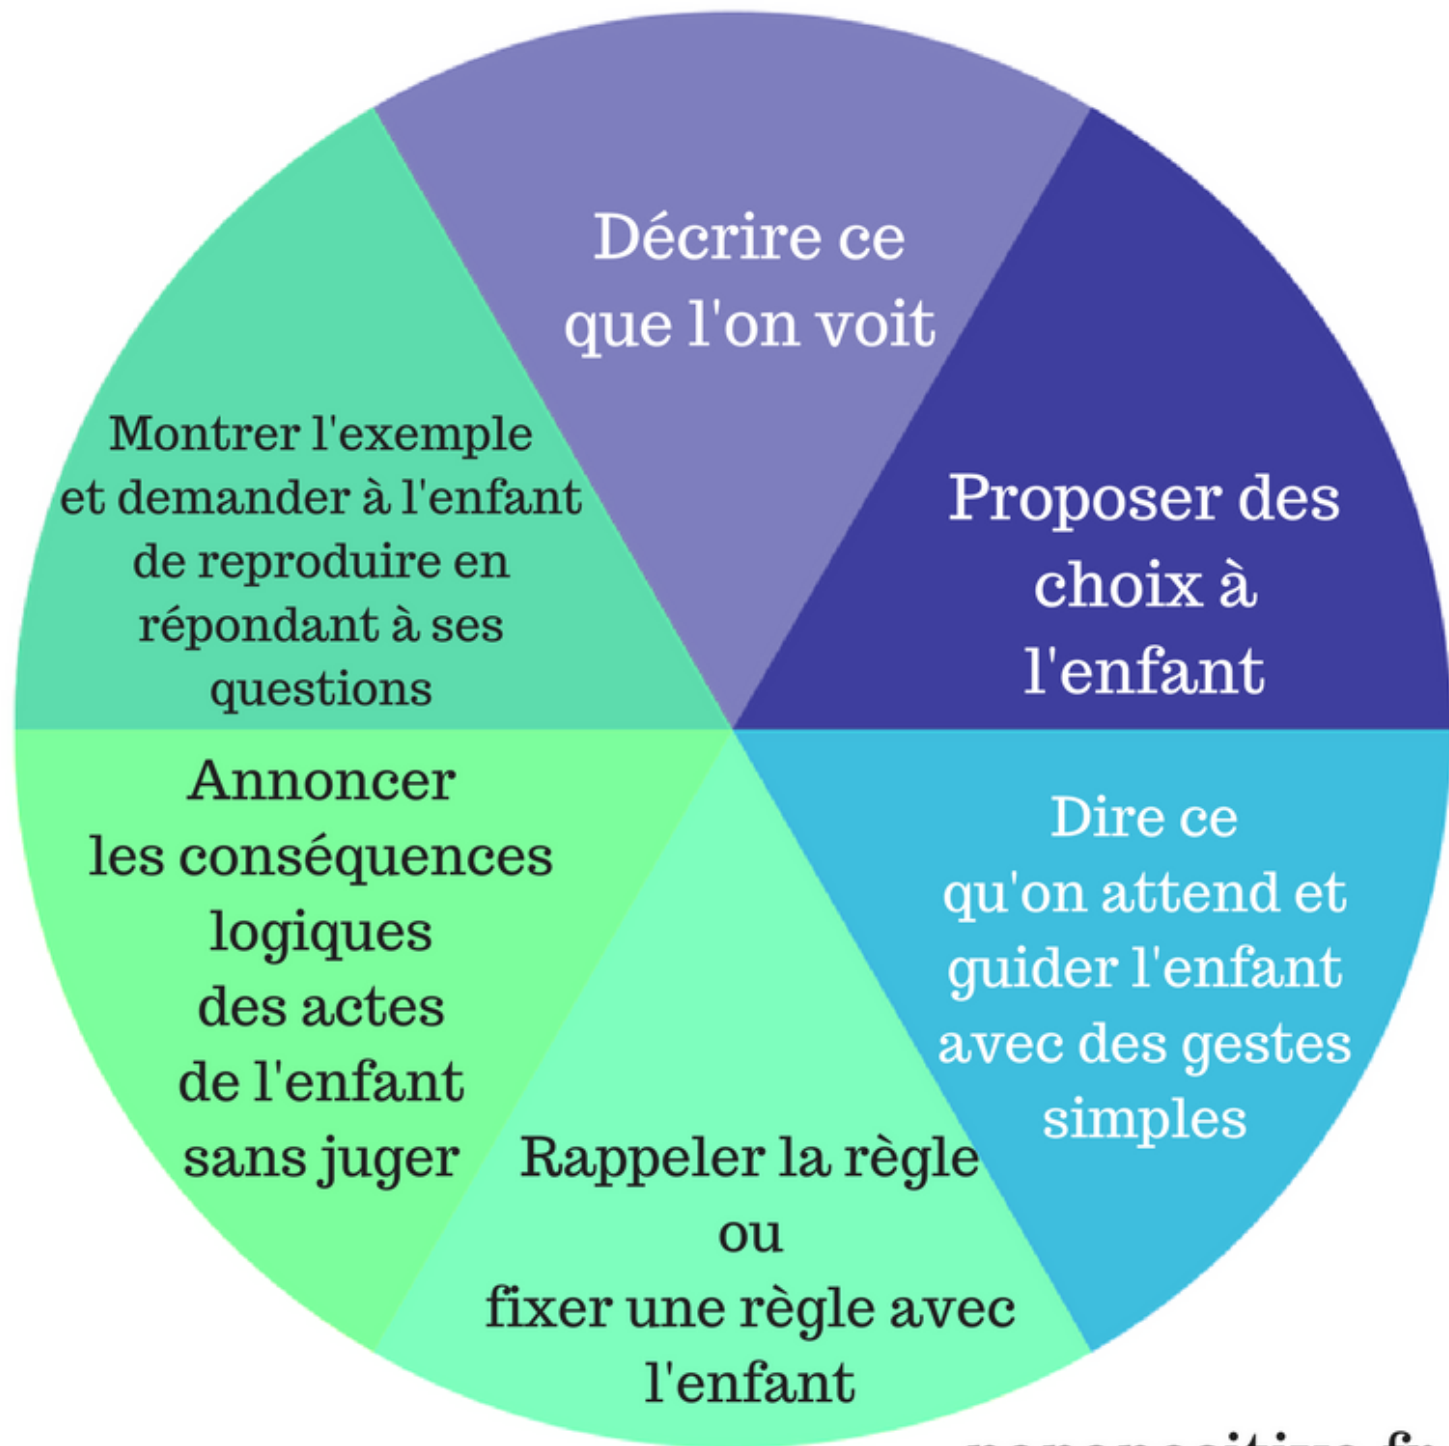 Décrire ce
que l'on voit
Proposer des
choix à
l'enfant
Dire ce
qu'on attend et
guider l'enfant
avec des gestes
simples
Rappeler la règle
ou
fixer une règle avec
l'enfant
Annoncer
les conséquences
logiques
des actes
de l'enfant
sans juger
Montrer l'exemple
et demander à l'enfant
de reproduire en
répondant à ses
questions